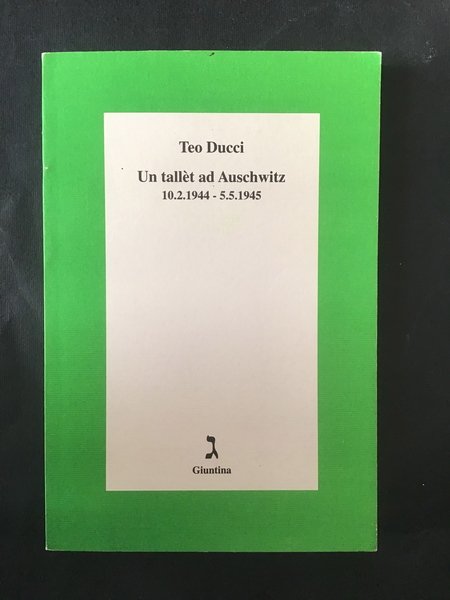 Teo Ducci
Un tallèt ad Auschwitz
10.2.1944 - 5.5.1945
ג
Giuntina